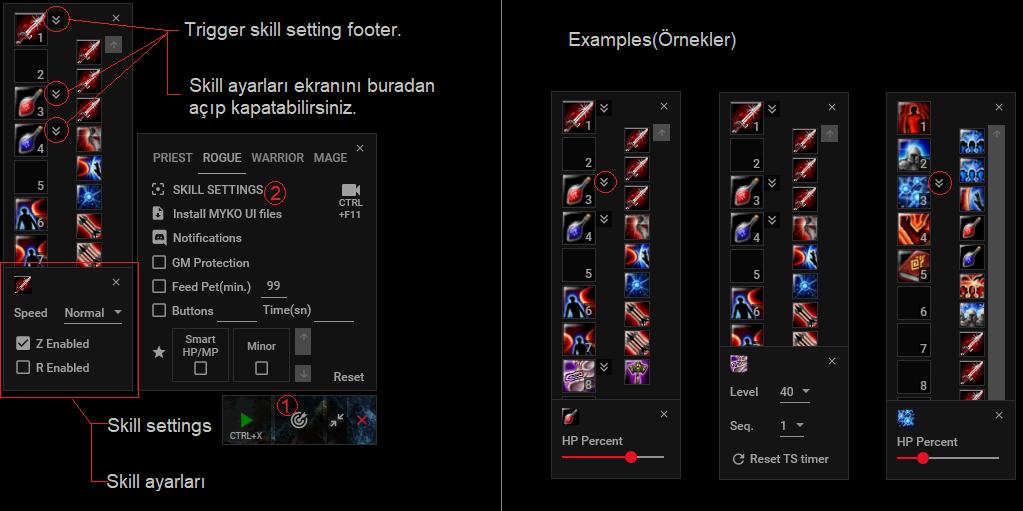 Trigger skill setting footer.
Skill ayarları ekranını buradan
açıp kapatabilirsiniz.
1
2
3
4
5
6
7
Speed
Normal
Z Enabled
R Enabled
PRIEST ROGUE WARRIOR MAGE
SKILL SETTINGS
2
CTRL
+F11
Install MYKO UI files
Notifications
GM Protection
Feed Pet(min.) 99
Buttons
Time(sn)
Smart
HP/MP
Minor
Reset
1
CTRL+X
Skill settings
Skill ayarları
Examples(Örnekler)
1
2
3
4
5
6
7
8
HP Percent
1
2
3
4
5
6
7
Level 40
Seq. 1
Reset TS timer
1
2
3
4
5
6
7
8
HP Percent